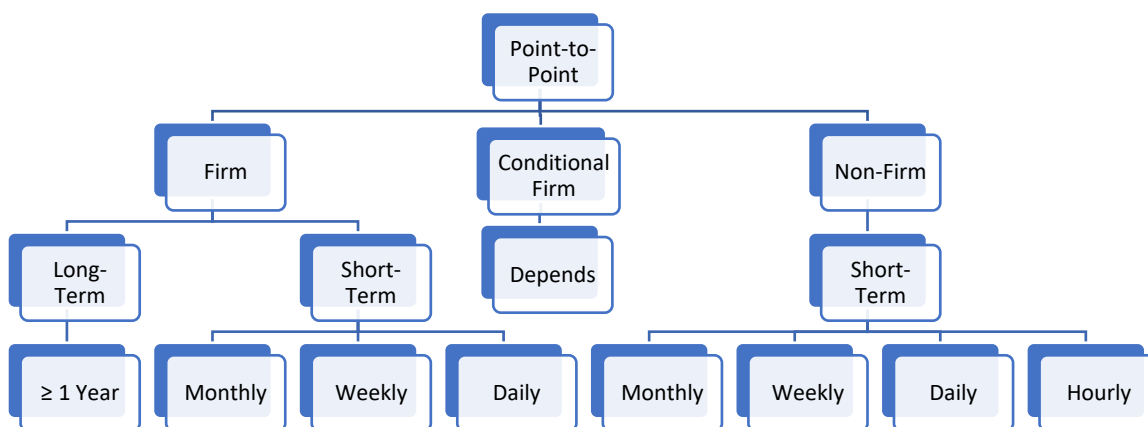 Point-to-
Point
Firm
Conditional
Firm
Non-Firm
Long-
Term
Short-
Term
Depends
Short-
Term
≥ 1 Year
Monthly
Weekly
Daily
Monthly
Weekly
Daily
Hourly